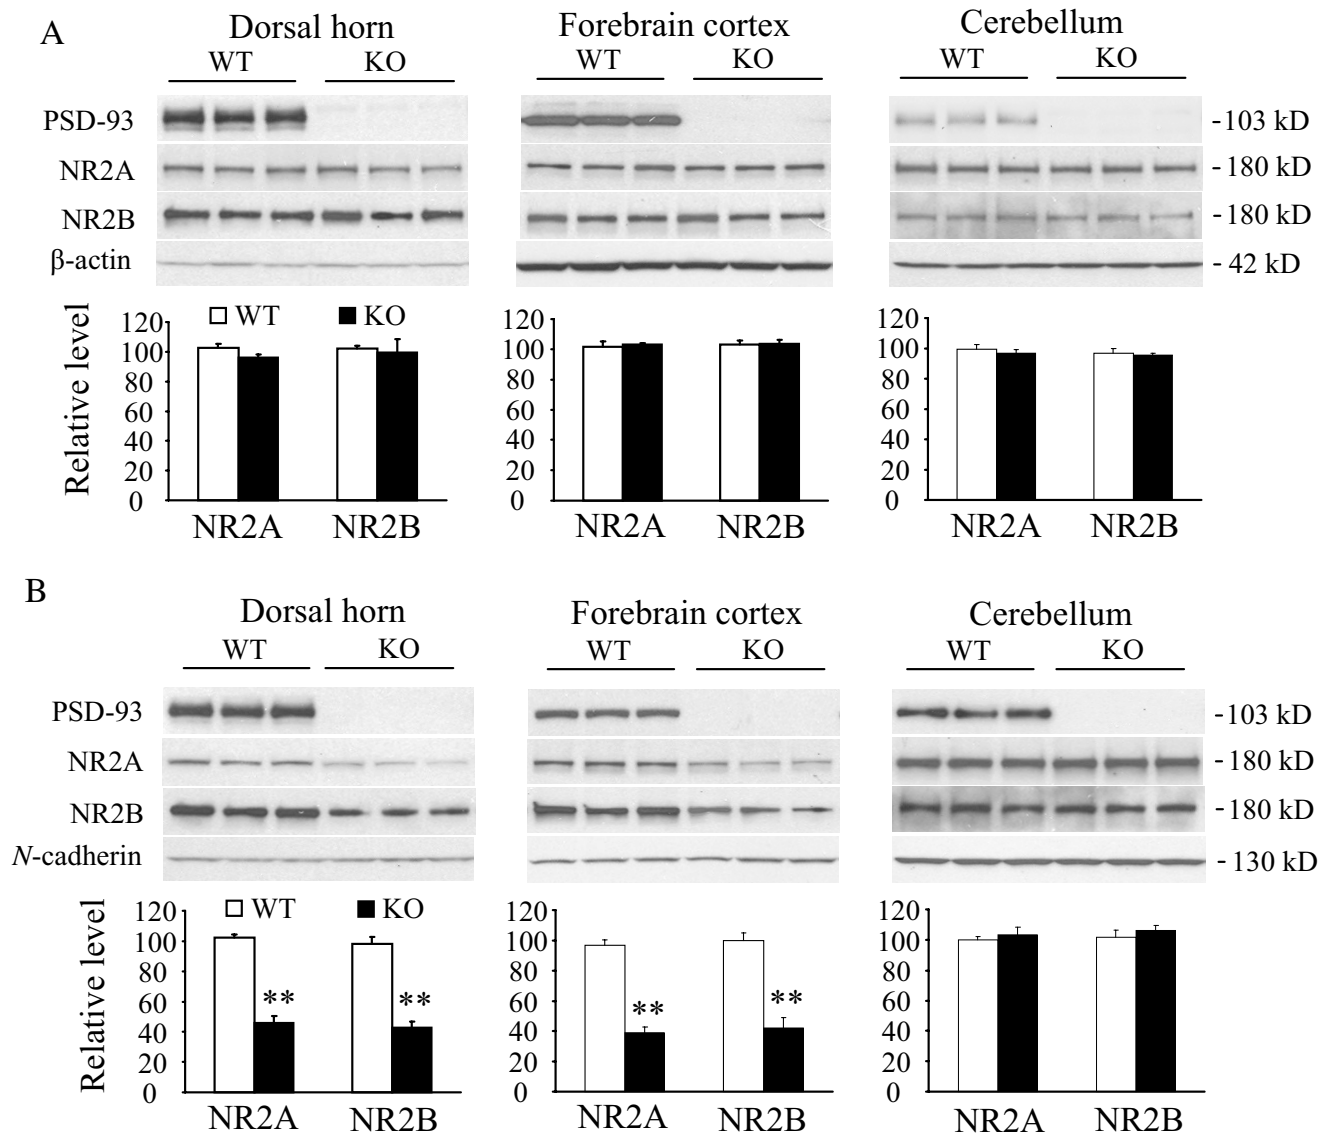 A
Dorsal horn Forebrain cortex Cerebellum
WT KO WT KO WT KO
PSD-93 -103 kD
NR2A -180 kD
NR2B -180 kD
β-actin - 42 kD
WT KO
Relative level
120 100 80 60 40 20 0
120 100 80 60 40 20 0
120 100 80 60 40 20 0
NR2A NR2B NR2A NR2B NR2A NR2B
B
Dorsal horn Forebrain cortex Cerebellum
WT KO WT KO WT KO
PSD-93 -103 kD
NR2A -180 kD
NR2B -180 kD
N-cadherin - 130 kD
WT KO
Relative level
120 100 80 60 40 20 0
120 100 80 60 40 20 0
120 100 80 60 40 20 0
** ** ** **
NR2A NR2B NR2A NR2B NR2A NR2B